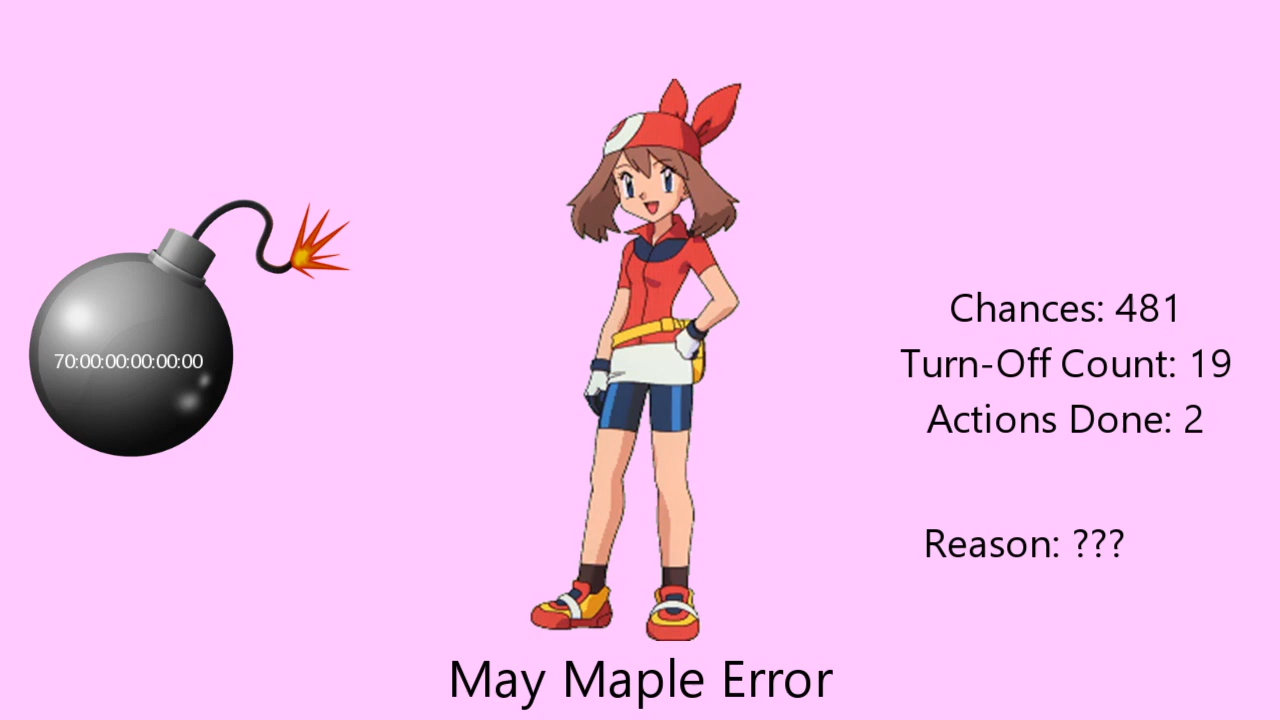 70:00:00:00:00:00
Chances: 481
Turn-Off Count: 19
Actions Done: 2
Reason: ???
May Maple Error